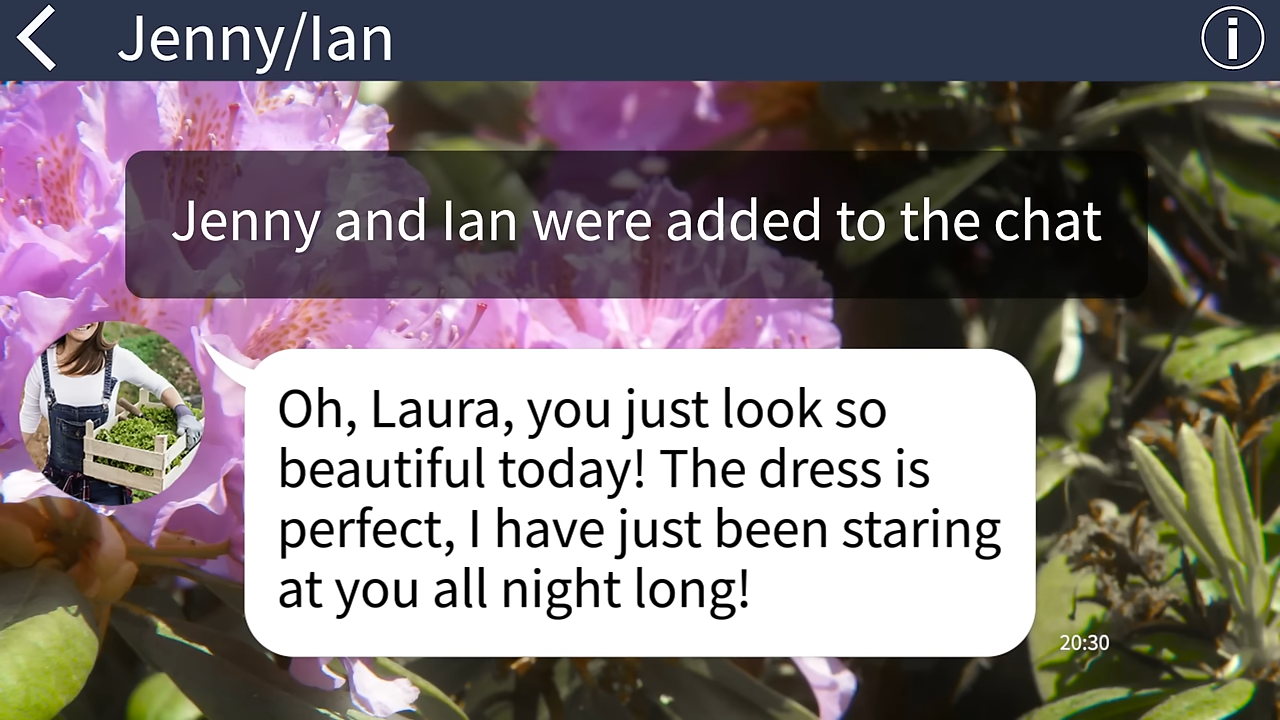 Jenny/Ian
Jenny and Ian were added to the chat
Oh, Laura, you just look so
beautiful today! The dress is
perfect, I have just been staring
at you all night long!
20:30